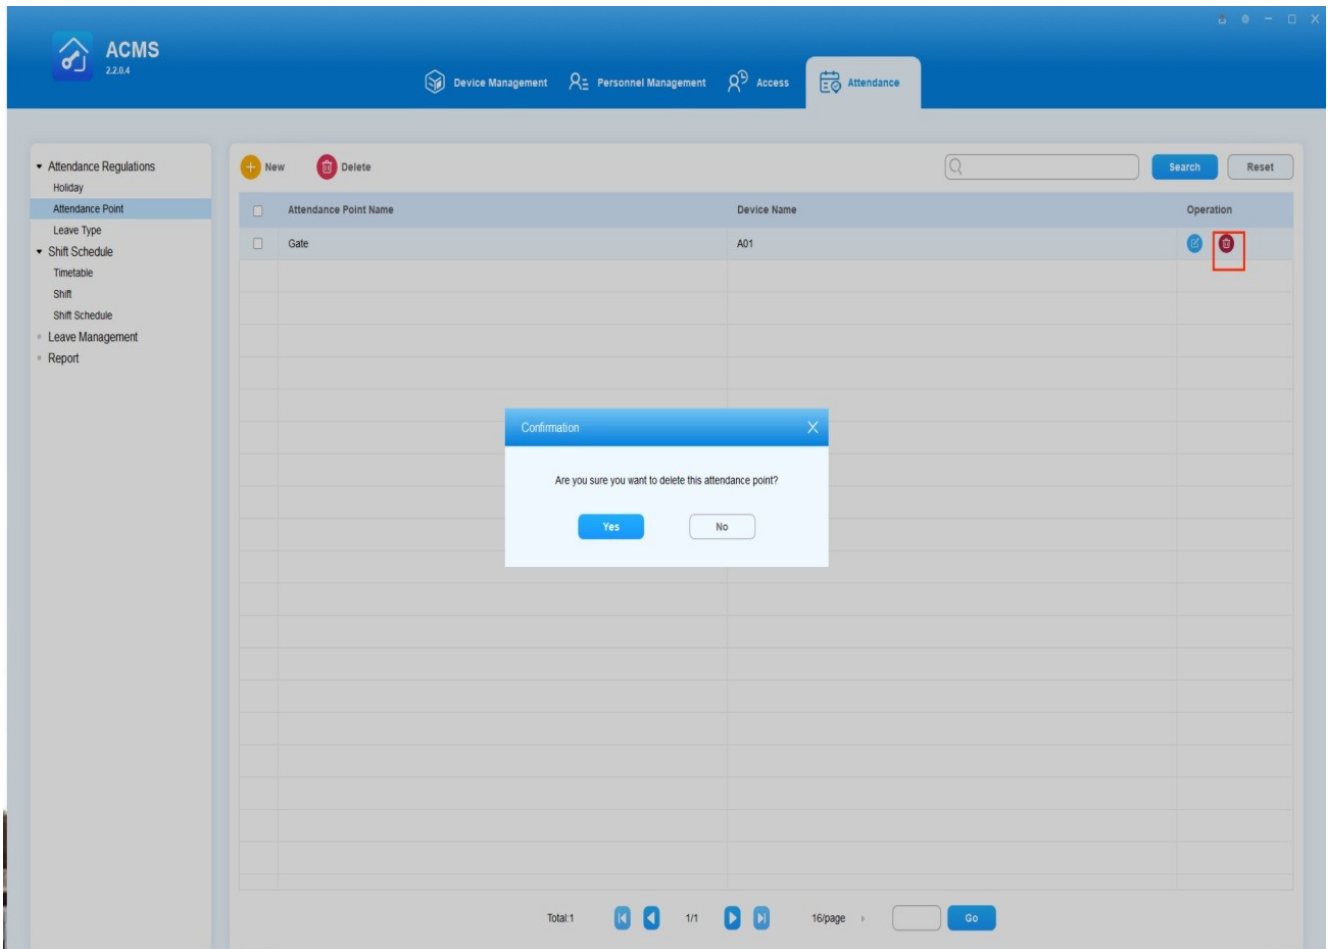 ACMS
2.2.0.4
Device Management
Personnel Management
Access
Attendance
Attendance Regulations
Holiday
Attendance Point
Leave Type
Shift Schedule
Timetable
Shift
Shift Schedule
Leave Management
Report
New
Delete
Search
Reset
Attendance Point Name
Device Name
Operation
Gate
A01
Confirmation
Are you sure you want to delete this attendance point?
Yes
No
Total:1
1/1
16/page
Go